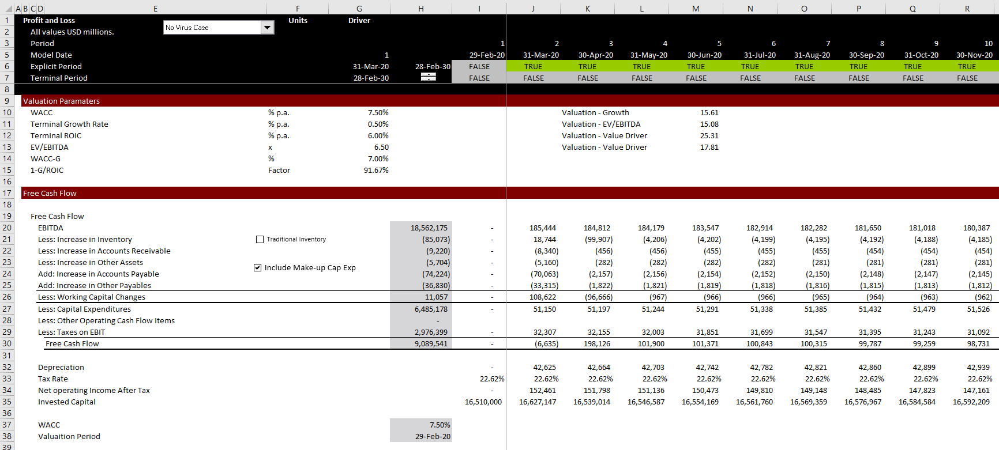 A B C D E F G H I J K L M N O P Q R
1 Profit and Loss Units Driver
No Virus Case
2 All values USD millions.
3 Period 1 2 3 4 5 6 7 8 9 10
5 Model Date 1 29-Feb-20 31-Mar-20 30-Apr-20 31-May-20 30-Jun-20 31-Jul-20 31-Aug-20 30-Sep-20 31-Oct-20 30-Nov-20
6 Explicit Period 31-Mar-20 28-Feb-30 FALSE TRUE TRUE TRUE TRUE TRUE TRUE TRUE TRUE TRUE
7 Terminal Period 28-Feb-30 FALSE FALSE FALSE FALSE FALSE FALSE FALSE FALSE FALSE FALSE
8
9 Valuation Paramaters
10 WACC % p.a. 7.50% Valuation - Growth 15.61
11 Terminal Growth Rate % p.a. 0.50% Valuation - EV/EBITDA 15.08
12 Terminal ROIC % p.a. 6.00% Valuation - Value Driver 25.31
13 EV/EBITDA x 6.50 Valuation - Value Driver 17.81
14 WACC-G % 7.00%
15 1-G/ROIC Factor 91.67%
16
17 Free Cash Flow
18
19 Free Cash Flow
20 EBITDA 18,562,175 - 185,444 184,812 184,179 183,547 182,914 182,282 181,650 181,018 180,387
21 Less: Increase in Inventory Traditional Inventory (85,073) - 18,744 (99,907) (4,206) (4,202) (4,199) (4,195) (4,192) (4,188) (4,185)
22 Less: Increase in Accounts Receivable (9,220) - (8,340) (456) (456) (455) (455) (455) (454) (454) (454)
23 Less: Increase in Other Assets (5,704) - (5,160) (282) (282) (282) (282) (281) (281) (281) (281)
Include Make-up Cap Exp
24 Add: Increase in Accounts Payable (74,224) - (70,063) (2,157) (2,156) (2,154) (2,152) (2,150) (2,148) (2,147) (2,145)
25 Add: Increase in Other Payables (36,830) - (33,315) (1,822) (1,821) (1,819) (1,818) (1,816) (1,815) (1,813) (1,812)
26 Less: Working Capital Changes 11,057 - 108,622 (96,666) (967) (966) (966) (965) (964) (963) (962)
27 Less: Capital Expenditures 6,485,178 - 51,150 51,197 51,244 51,291 51,338 51,385 51,432 51,479 51,526
28 Less: Other Operating Cash Flow Items -
29 Less: Taxes on EBIT 2,976,399 - 32,307 32,155 32,003 31,851 31,699 31,547 31,395 31,243 31,092
30 Free Cash Flow 9,089,541 - (6,635) 198,126 101,900 101,371 100,843 100,315 99,787 99,259 98,731
31
32 Depreciation - 42,625 42,664 42,703 42,742 42,782 42,821 42,860 42,899 42,939
33 Tax Rate 22.62% 22.62% 22.62% 22.62% 22.62% 22.62% 22.62% 22.62% 22.62% 22.62%
34 Net operating Income After Tax - 152,461 151,798 151,136 150,473 149,810 149,148 148,485 147,823 147,161
35 Invested Capital 16,510,000 16,627,147 16,539,014 16,546,587 16,554,169 16,561,760 16,569,359 16,576,967 16,584,584 16,592,209
36
37 WACC 7.50%
38 Valuaition Period 29-Feb-20
39